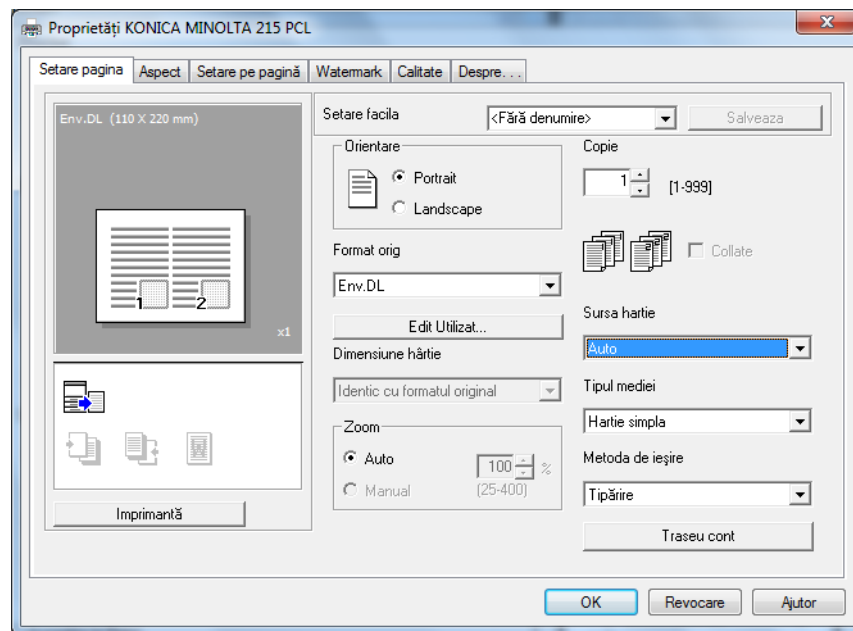 Proprietăți KONICA MINOLTA 215 PCL
Setare pagina Aspect Setare pe pagină Watermark Calitate Despre. . .
Env.DL (110 X 220 mm)
1 2
x1
Imprimantă
Setare facila <Fără denumire> Salveaza
Orientare
Portrait
Landscape
Format orig
Env.DL
Edit Utilizat...
Dimensiune hârtie
Identic cu formatul original
Zoom
Auto 100 %
Manual (25-400)
Copie
1 [1-999]
Collate
Sursa hartie
Auto
Tipul mediei
Hartie simpla
Metoda de ieşire
Tipărire
Traseu cont
OK Revocare Ajutor